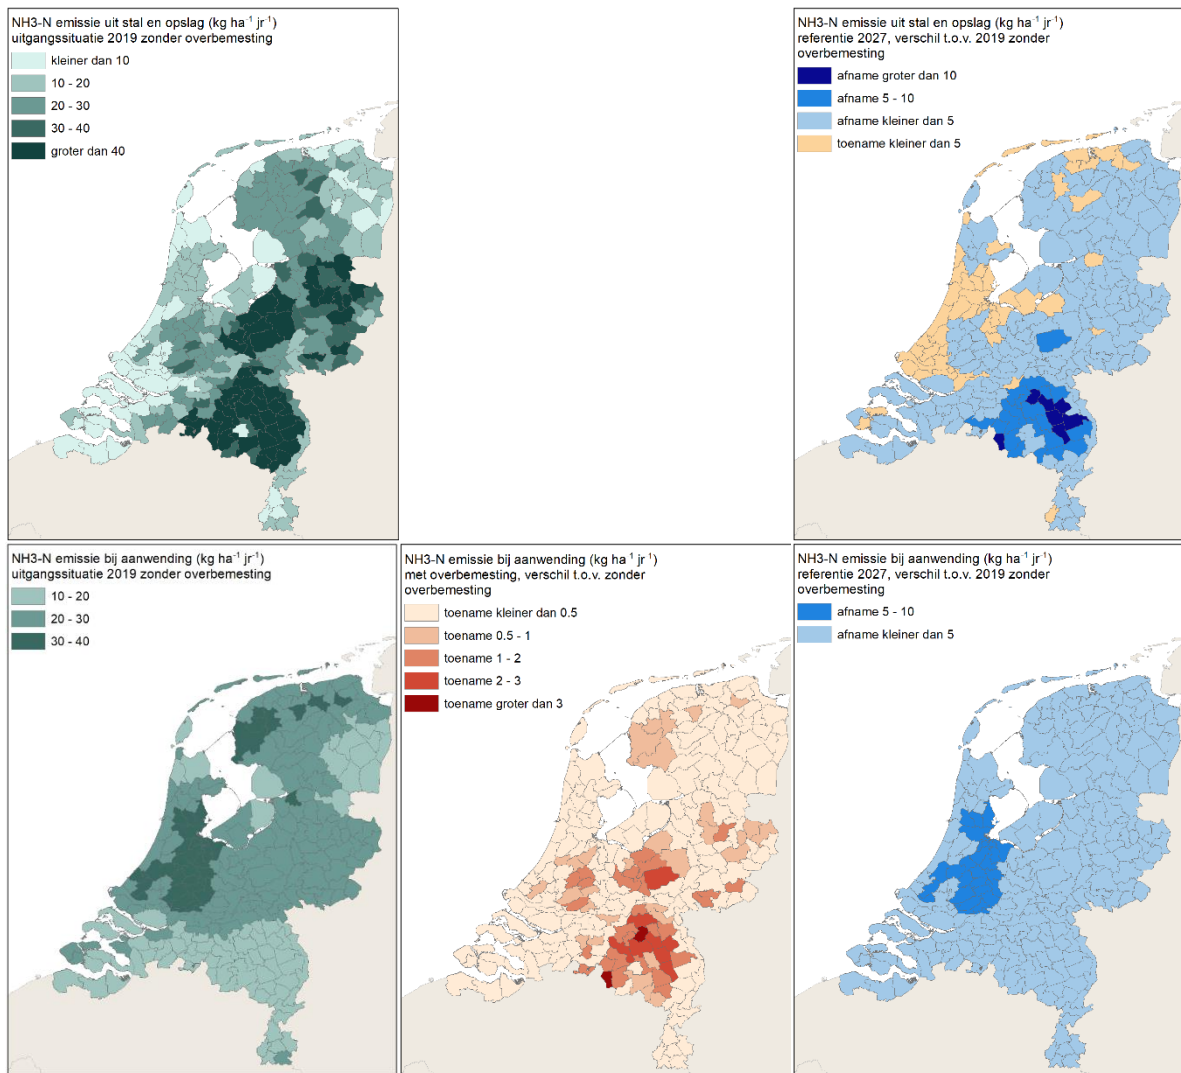 NH3-N emissie uit stal en opslag (kg ha⁻¹ jr⁻¹)
uitgangssituatie 2019 zonder overbemesting
kleiner dan 10
10 - 20
20 - 30
30 - 40
groter dan 40
NH3-N emissie uit stal en opslag (kg ha⁻¹ jr⁻¹)
referentie 2027, verschil t.o.v. 2019 zonder
overbemesting
afname groter dan 10
afname 5 - 10
afname kleiner dan 5
toename kleiner dan 5
NH3-N emissie bij aanwending (kg ha⁻¹ jr⁻¹)
uitgangssituatie 2019 zonder overbemesting
10 - 20
20 - 30
30 - 40
NH3-N emissie bij aanwending (kg ha⁻¹ jr⁻¹)
met overbemesting, verschil t.o.v. zonder
overbemesting
toename kleiner dan 0.5
toename 0.5 - 1
toename 1 - 2
toename 2 - 3
toename groter dan 3
NH3-N emissie bij aanwending (kg ha⁻¹ jr⁻¹)
referentie 2027, verschil t.o.v. 2019 zonder
overbemesting
afname 5 - 10
afname kleiner dan 5